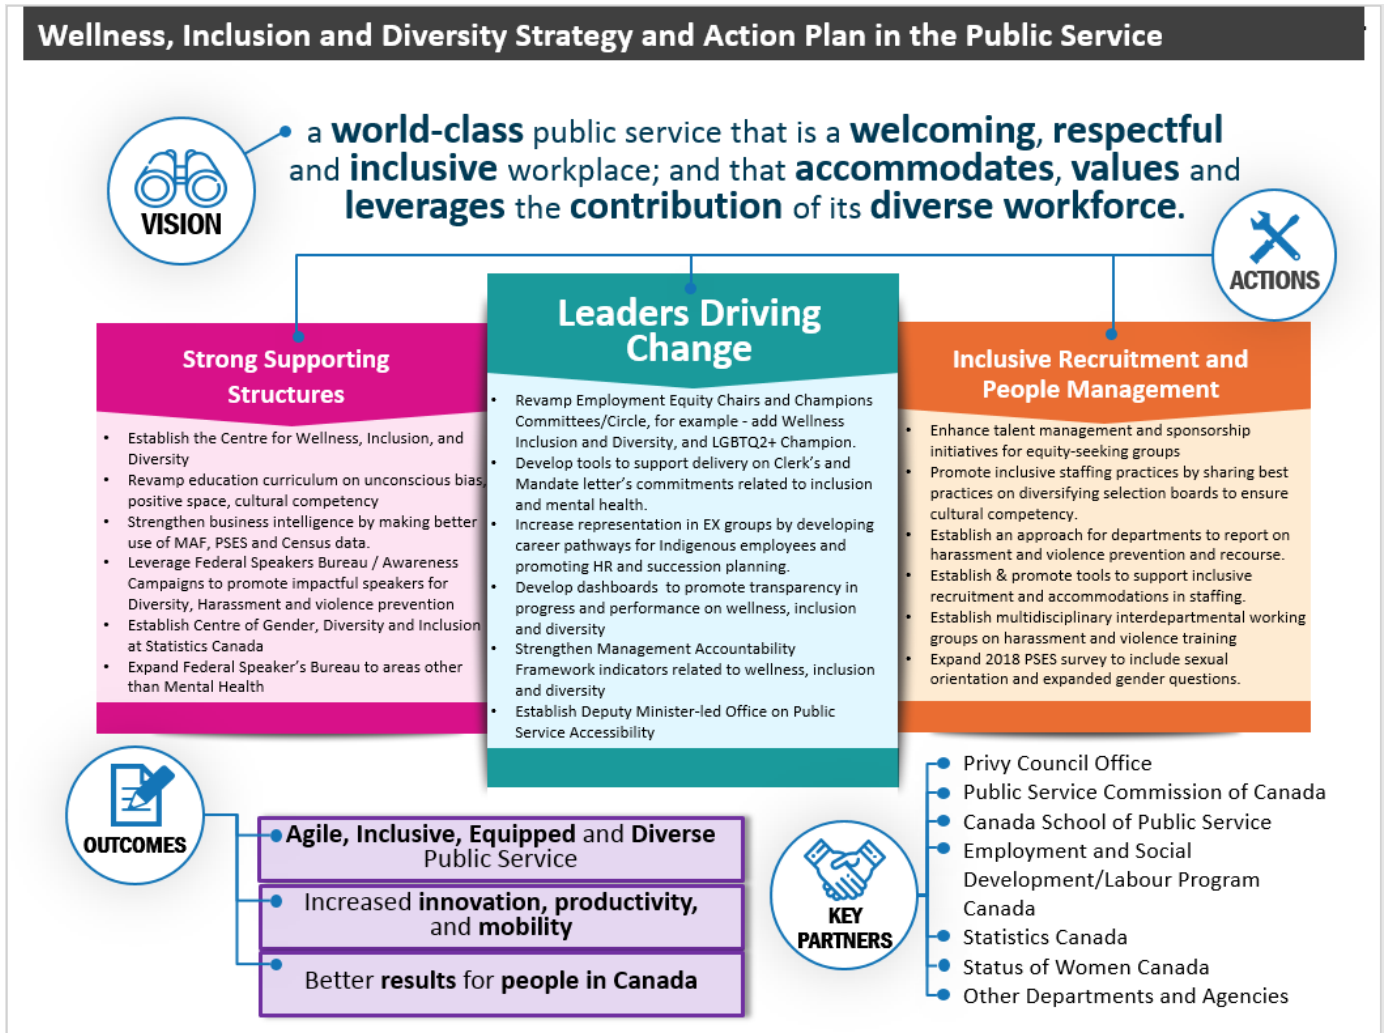 Wellness, Inclusion and Diversity Strategy and Action Plan in the Public Service
VISION
a world-class public service that is a welcoming, respectful
and inclusive workplace; and that accommodates, values and
leverages the contribution of its diverse workforce.
ACTIONS
Strong Supporting
Structures
• Establish the Centre for Wellness, Inclusion, and
Diversity
• Revamp education curriculum on unconscious bias,
positive space, cultural competency
• Strengthen business intelligence by making better
use of MAF, PSES and Census data.
• Leverage Federal Speakers Bureau / Awareness
Campaigns to promote impactful speakers for
Diversity, Harassment and violence prevention
• Establish Centre of Gender, Diversity and Inclusion
at Statistics Canada
• Expand Federal Speaker's Bureau to areas other
than Mental Health
Leaders Driving
Change
• Revamp Employment Equity Chairs and Champions
Committees/Circle, for example - add Wellness
Inclusion and Diversity, and LGBTQ2+ Champion.
• Develop tools to support delivery on Clerk's and
Mandate letter's commitments related to inclusion
and mental health.
• Increase representation in EX groups by developing
career pathways for Indigenous employees and
promoting HR and succession planning.
• Develop dashboards to promote transparency in
progress and performance on wellness, inclusion
and diversity
• Strengthen Management Accountability
Framework indicators related to wellness, inclusion
and diversity
• Establish Deputy Minister-led Office on Public
Service Accessibility
Inclusive Recruitment and
People Management
• Enhance talent management and sponsorship
initiatives for equity-seeking groups
• Promote inclusive staffing practices by sharing best
practices on diversifying selection boards to ensure
cultural competency.
• Establish an approach for departments to report on
harassment and violence prevention and recourse.
• Establish & promote tools to support inclusive
recruitment and accommodations in staffing.
• Establish multidisciplinary interdepartmental working
groups on harassment and violence training
• Expand 2018 PSES survey to include sexual
orientation and expanded gender questions.
OUTCOMES
Agile, Inclusive, Equipped and Diverse
Public Service
Increased innovation, productivity,
and mobility
Better results for people in Canada
KEY
PARTNERS
Privy Council Office
Public Service Commission of Canada
Canada School of Public Service
Employment and Social
Development/Labour Program
Canada
Statistics Canada
Status of Women Canada
Other Departments and Agencies